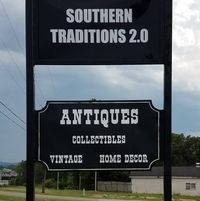 SOUTHERN
TRADITIONS 2.0
ANTIQUES
COLLECTIBLES
VINTAGE HOME DECOR